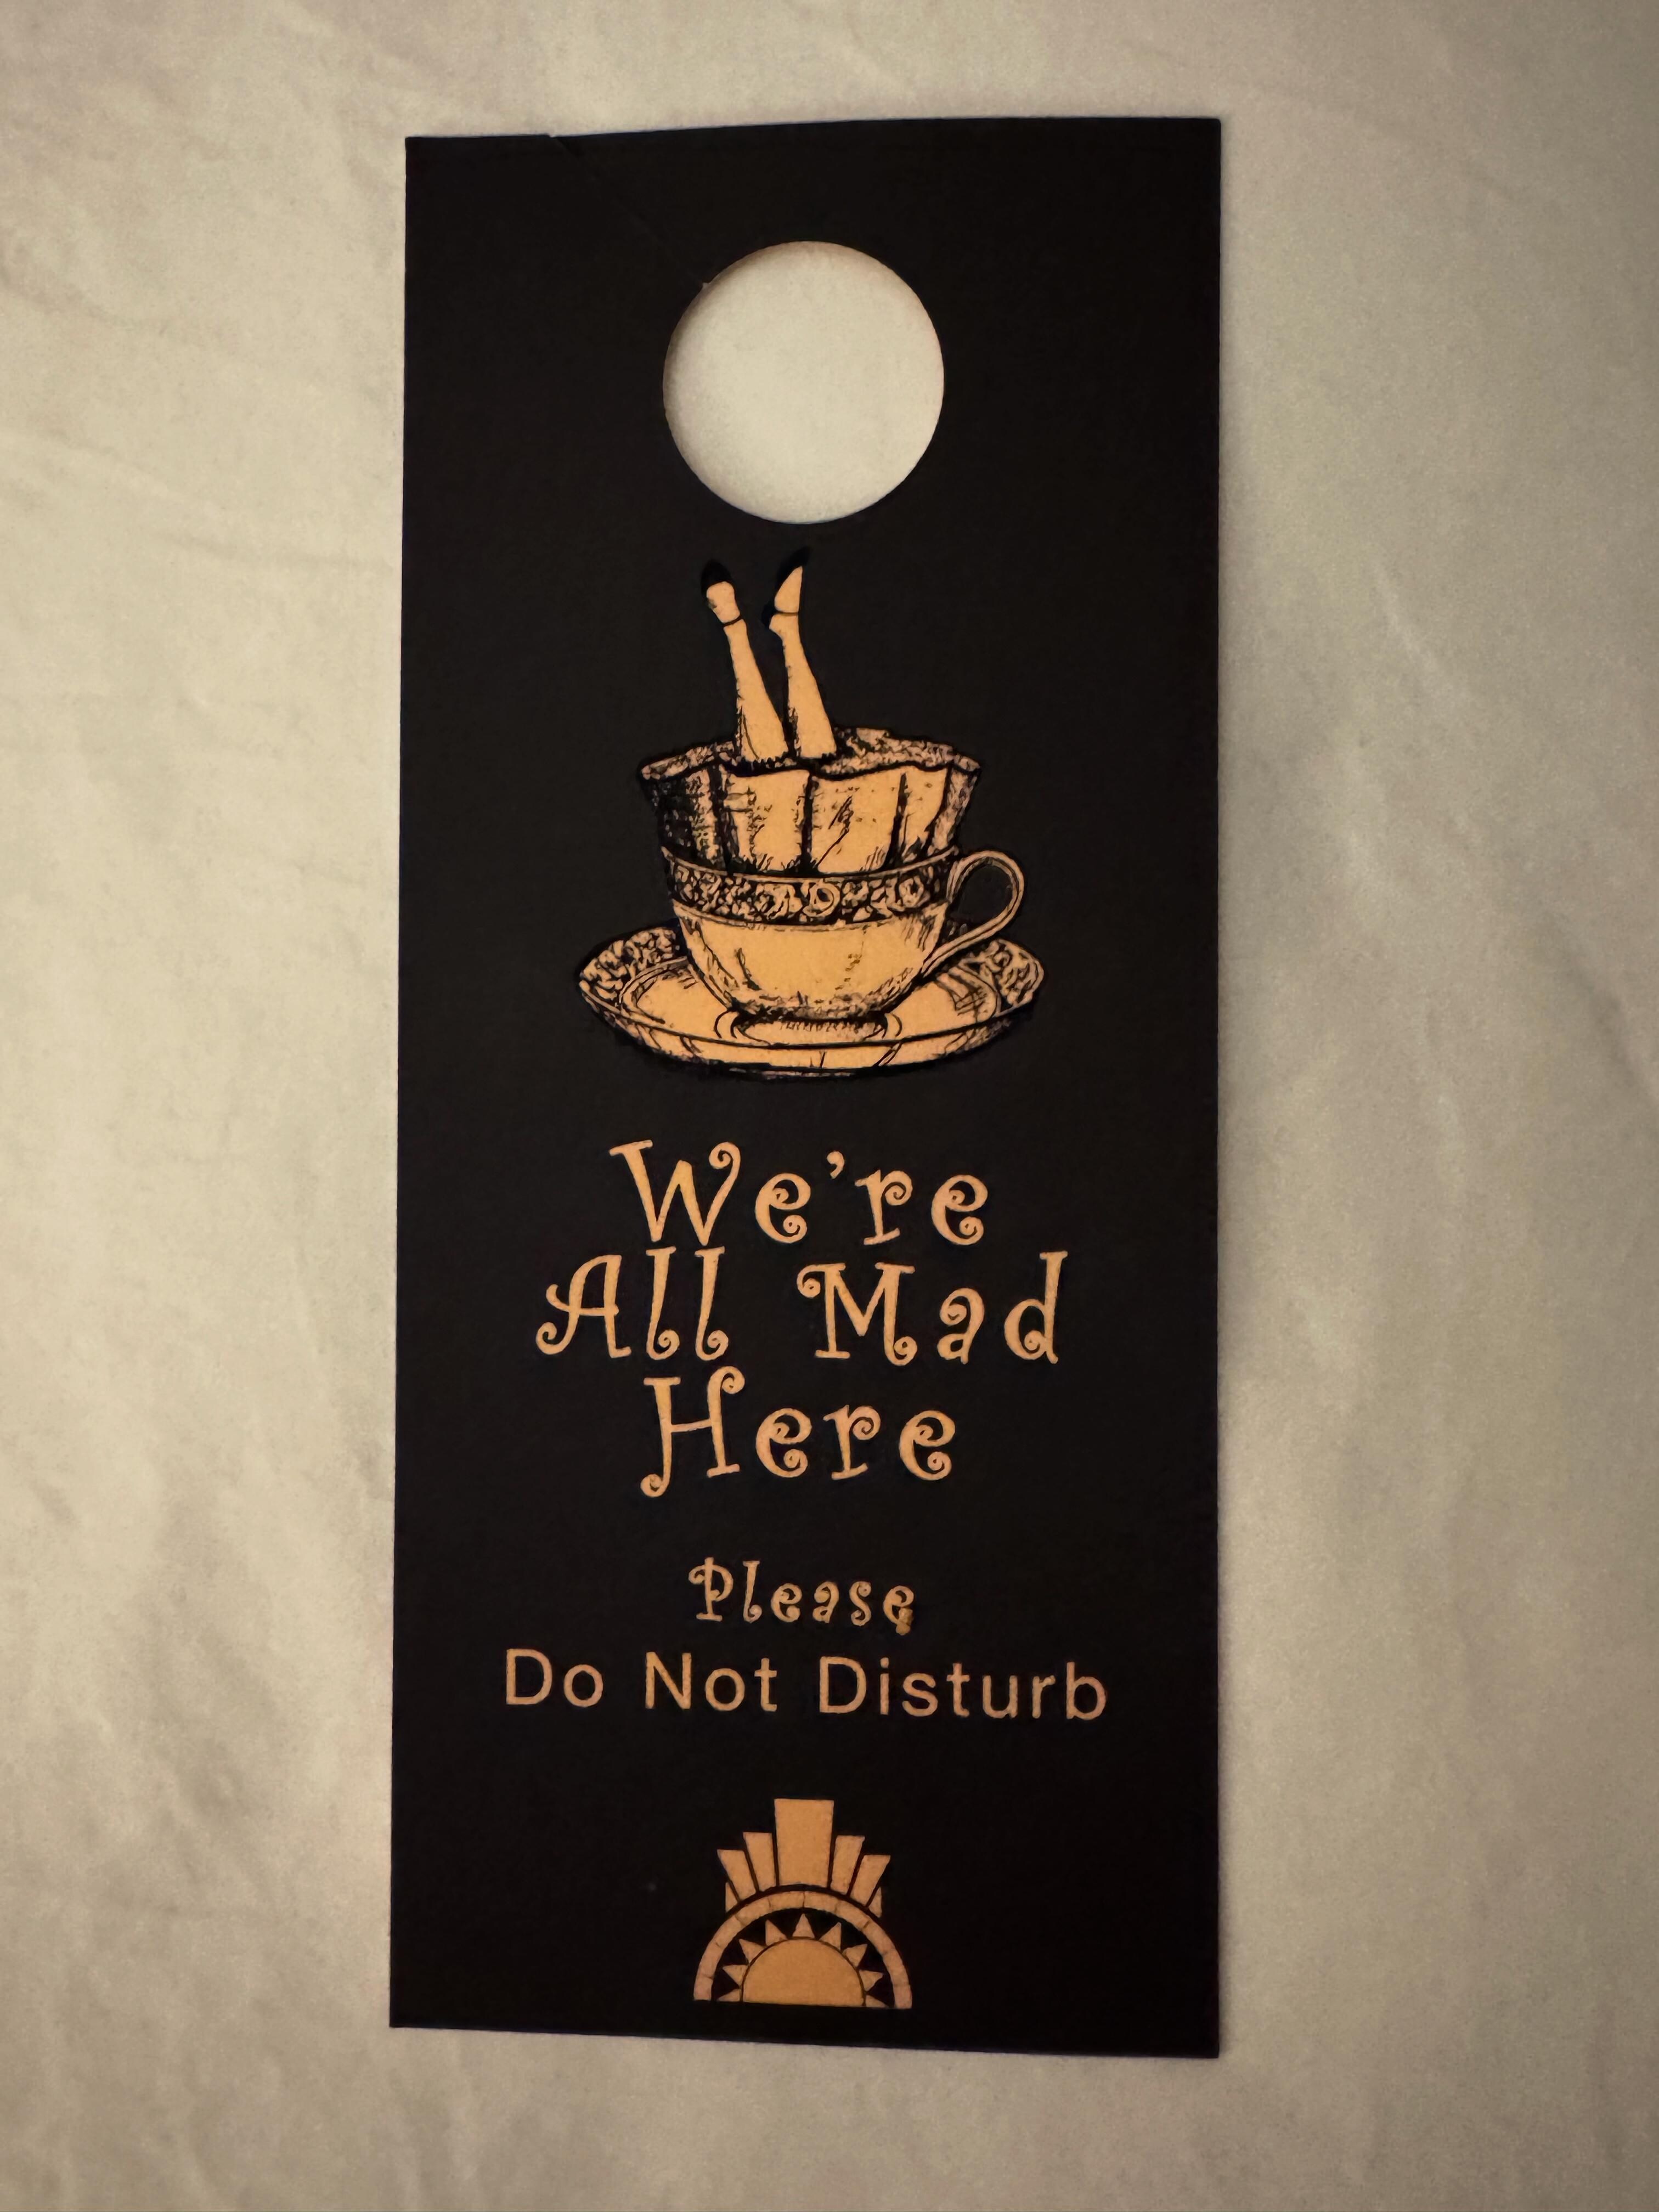 We're
All Mad
Here
Please
Do Not Disturb